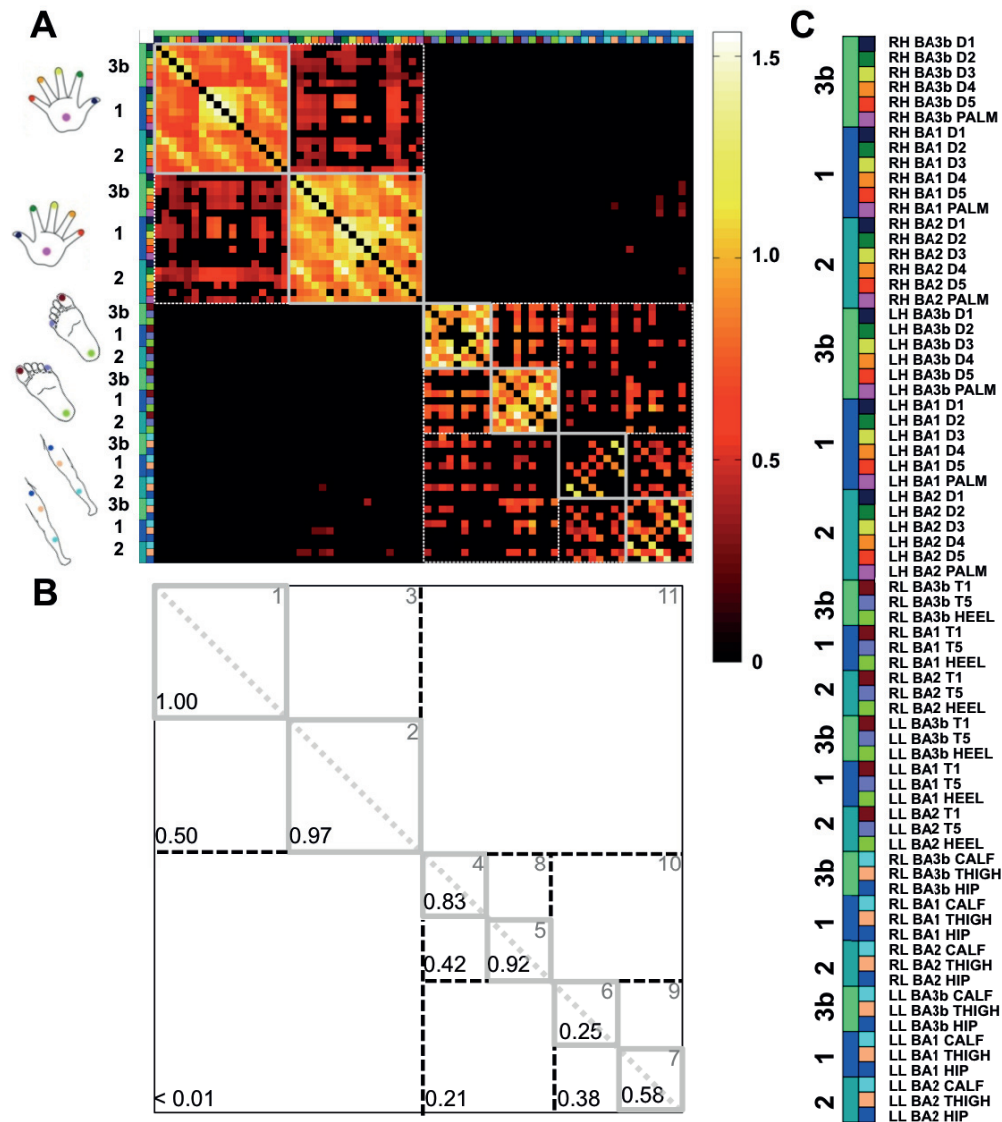 A
C
3b
1
2
3b
1
2
3b
1
2
3b
1
2
3b
1
2
3b
1
2
1.5
1.0
0.5
0
B
1
3
11
1.00
2
0.50
0.97
4
8
10
0.83
5
0.42
0.92
6
9
0.25
7
< 0.01
0.21
0.38
0.58
3b
1
2
3b
1
2
3b
1
2
3b
1
2
3b
1
2
3b
1
2
RH BA3b D1
RH BA3b D2
RH BA3b D3
RH BA3b D4
RH BA3b D5
RH BA3b PALM
RH BA1 D1
RH BA1 D2
RH BA1 D3
RH BA1 D4
RH BA1 D5
RH BA1 PALM
RH BA2 D1
RH BA2 D2
RH BA2 D3
RH BA2 D4
RH BA2 D5
RH BA2 PALM
LH BA3b D1
LH BA3b D2
LH BA3b D3
LH BA3b D4
LH BA3b D5
LH BA3b PALM
LH BA1 D1
LH BA1 D2
LH BA1 D3
LH BA1 D4
LH BA1 D5
LH BA1 PALM
LH BA2 D1
LH BA2 D2
LH BA2 D3
LH BA2 D4
LH BA2 D5
LH BA2 PALM
RL BA3b T1
RL BA3b T5
RL BA3b HEEL
RL BA1 T1
RL BA1 T5
RL BA1 HEEL
RL BA2 T1
RL BA2 T5
RL BA2 HEEL
LL BA3b T1
LL BA3b T5
LL BA3b HEEL
LL BA1 T1
LL BA1 T5
LL BA1 HEEL
LL BA2 T1
LL BA2 T5
LL BA2 HEEL
RL BA3b CALF
RL BA3b THIGH
RL BA3b HIP
RL BA1 CALF
RL BA1 THIGH
RL BA1 HIP
RL BA2 CALF
RL BA2 THIGH
RL BA2 HIP
LL BA3b CALF
LL BA3b THIGH
LL BA3b HIP
LL BA1 CALF
LL BA1 THIGH
LL BA1 HIP
LL BA2 CALF
LL BA2 THIGH
LL BA2 HIP